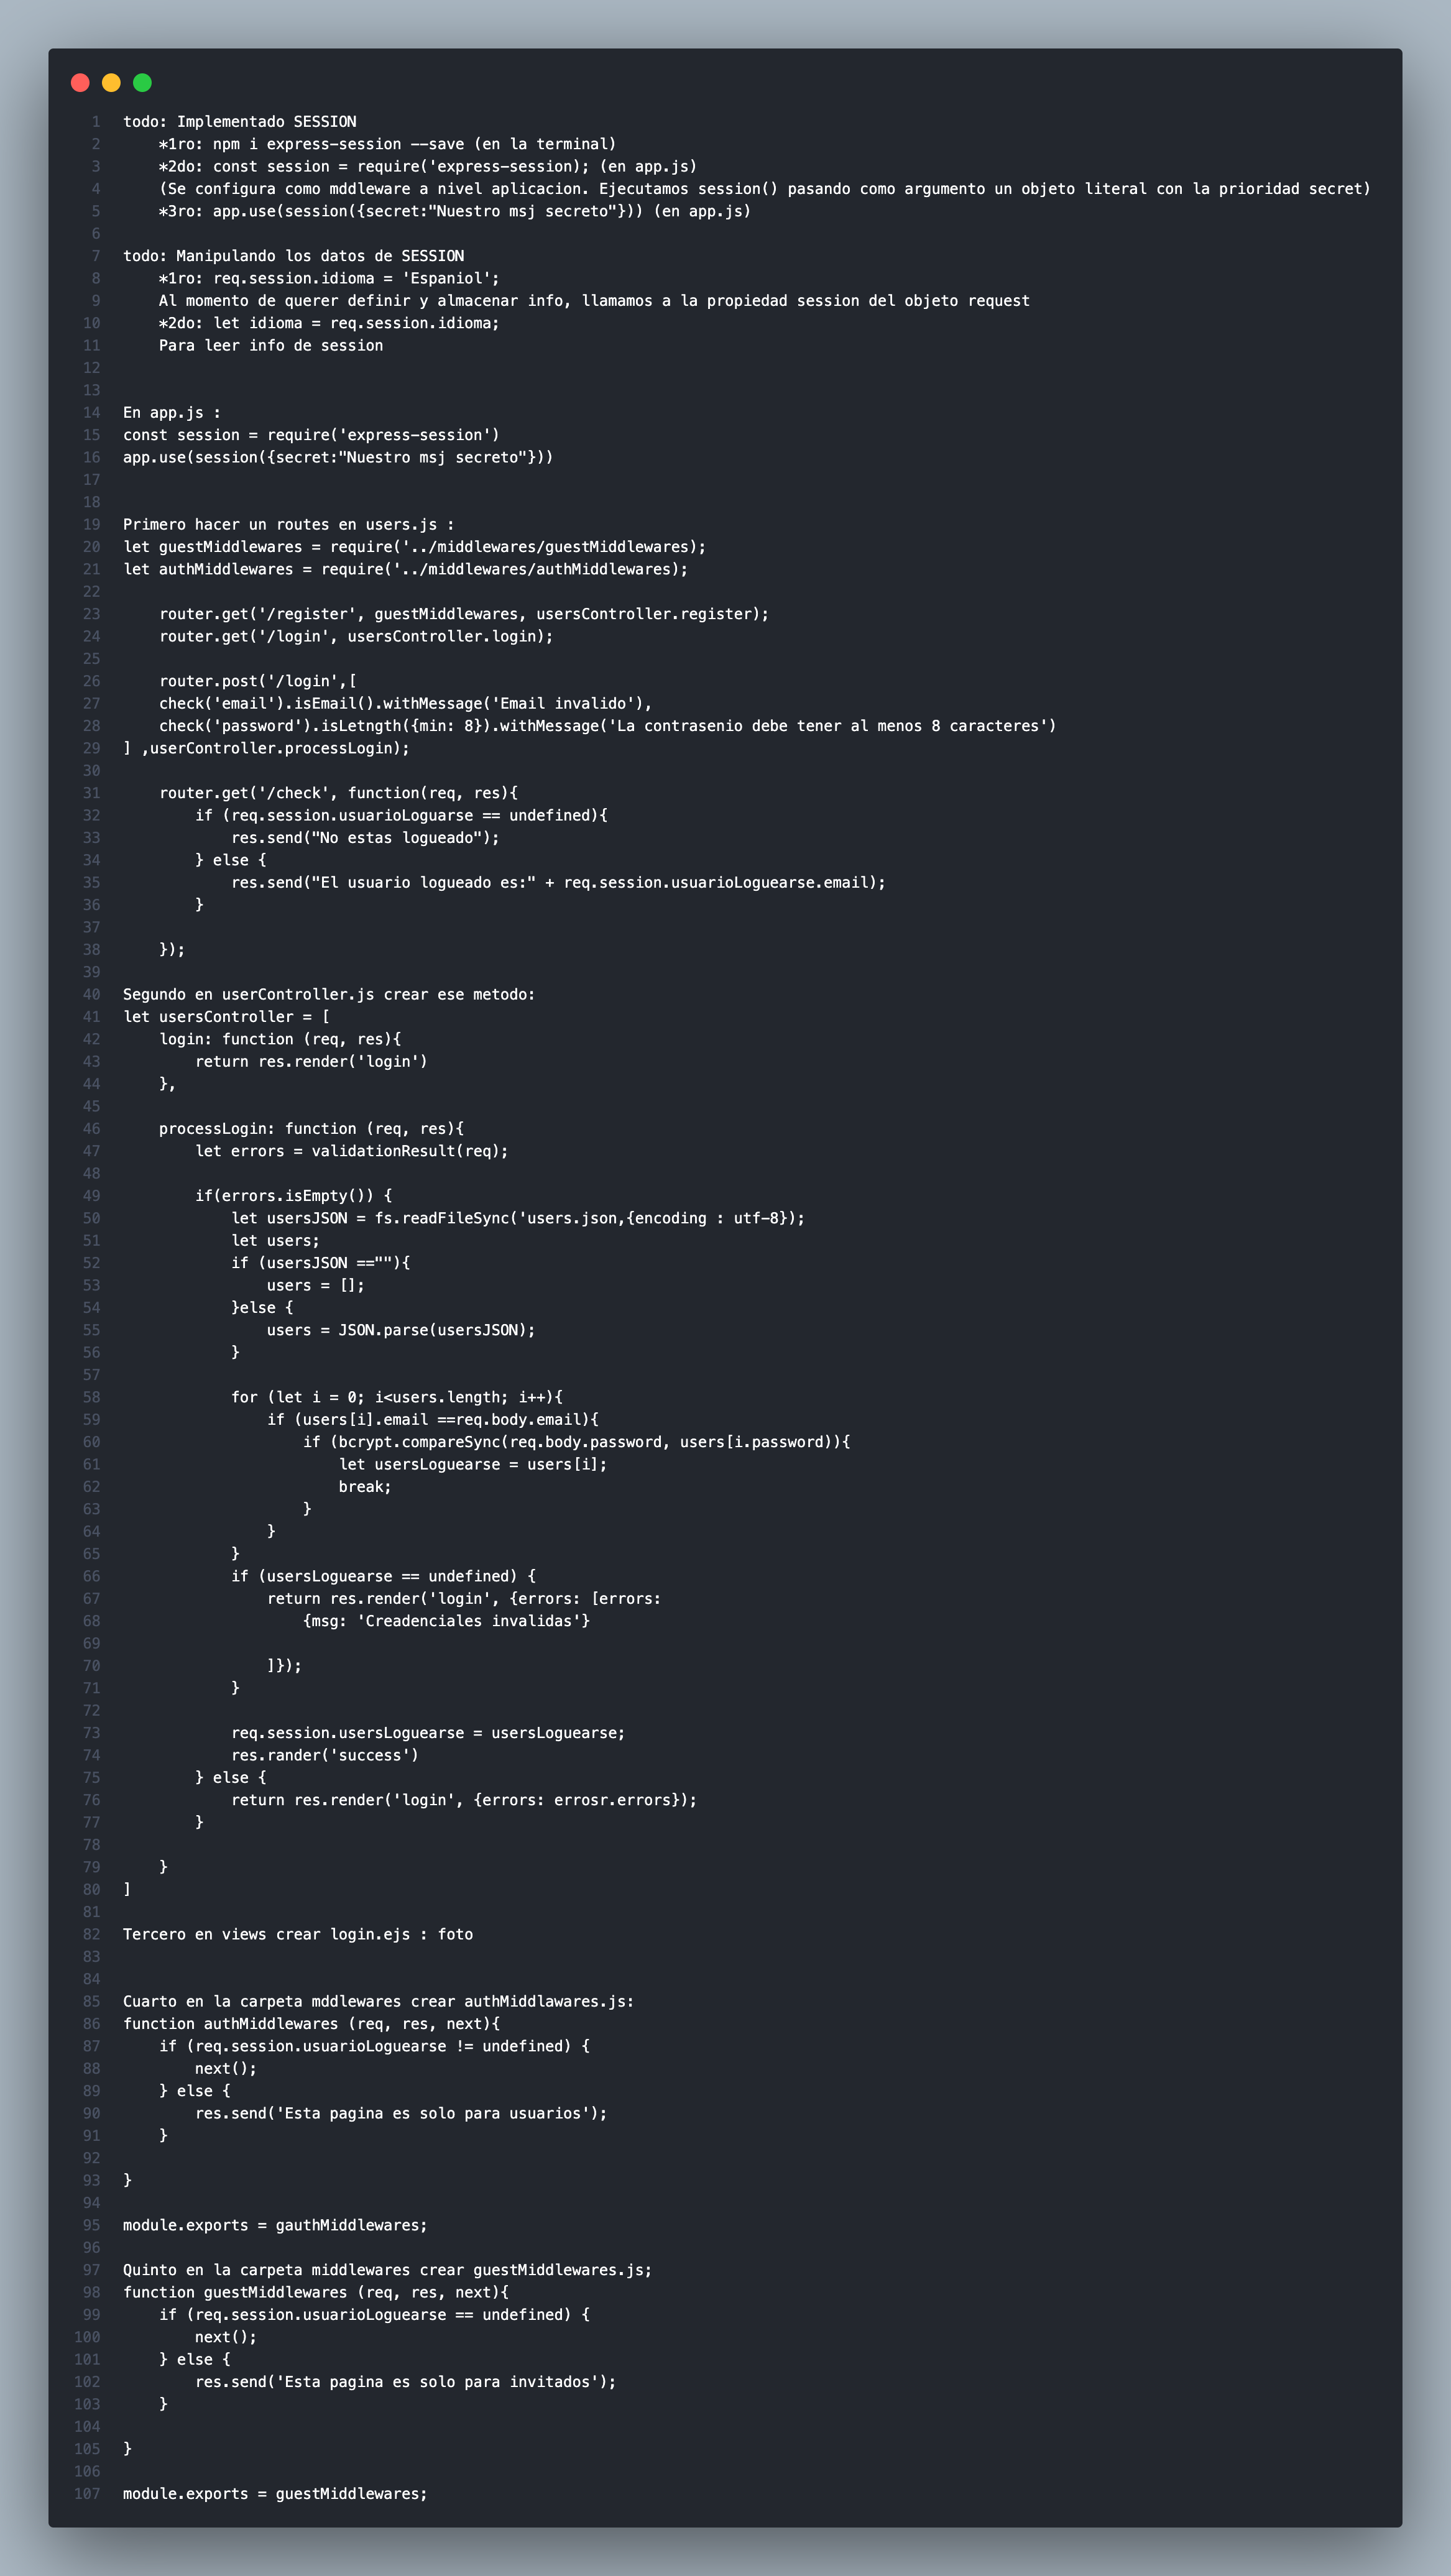 1 todo: Implementado SESSION
2     *1ro: npm i express-session --save (en la terminal)
3     *2do: const session = require('express-session); (en app.js)
4     (Se configura como mddleware a nivel aplicacion. Ejecutamos session() pasando como argumento un objeto literal con la prioridad secret)
5     *3ro: app.use(session({secret:"Nuestro msj secreto"})) (en app.js)
6
7 todo: Manipulando los datos de SESSION
8     *1ro: req.session.idioma = 'Espaniol';
9     Al momento de querer definir y almacenar info, llamamos a la propiedad session del objeto request
10     *2do: let idioma = req.session.idioma;
11     Para leer info de session
12
13
14 En app.js :
15 const session = require('express-session')
16 app.use(session({secret:"Nuestro msj secreto"}))
17
18
19 Primero hacer un routes en users.js :
20 let guestMiddlewares = require('../middlewares/guestMiddlewares);
21 let authMiddlewares = require('../middlewares/authMiddlewares);
22
23     router.get('/register', guestMiddlewares, usersController.register);
24     router.get('/login', usersController.login);
25
26     router.post('/login',[
27     check('email').isEmail().withMessage('Email invalido'),
28     check('password').isLetngth({min: 8}).withMessage('La contrasenio debe tener al menos 8 caracteres')
29 ] ,userController.processLogin);
30
31     router.get('/check', function(req, res){
32         if (req.session.usuarioLoguarse == undefined){
33             res.send("No estas logueado");
34         } else {
35             res.send("El usuario logueado es:" + req.session.usuarioLoguearse.email);
36         }
37
38     });
39
40 Segundo en userController.js crear ese metodo:
41 let usersController = [
42     login: function (req, res){
43         return res.render('login')
44     },
45
46     processLogin: function (req, res){
47         let errors = validationResult(req);
48
49         if(errors.isEmpty()) {
50             let usersJSON = fs.readFileSync('users.json,{encoding : utf-8});
51             let users;
52             if (usersJSON ==""){
53                 users = [];
54             }else {
55                 users = JSON.parse(usersJSON);
56             }
57
58             for (let i = 0; i<users.length; i++){
59                 if (users[i].email ==req.body.email){
60                     if (bcrypt.compareSync(req.body.password, users[i.password)){
61                         let usersLoguearse = users[i];
62                         break;
63                     }
64                 }
65             }
66             if (usersLoguearse == undefined) {
67                 return res.render('login', {errors: [errors:
68                     {msg: 'Creadenciales invalidas'}
69
70                 ]});
71             }
72
73             req.session.usersLoguearse = usersLoguearse;
74             res.rander('success')
75         } else {
76             return res.render('login', {errors: errosr.errors});
77         }
78
79     }
80 ]
81
82 Tercero en views crear login.ejs : foto
83
84
85 Cuarto en la carpeta mddlewares crear authMiddlawares.js:
86 function authMiddlewares (req, res, next){
87     if (req.session.usuarioLoguearse != undefined) {
88         next();
89     } else {
90         res.send('Esta pagina es solo para usuarios');
91     }
92
93 }
94
95 module.exports = gauthMiddlewares;
96
97 Quinto en la carpeta middlewares crear guestMiddlewares.js;
98 function guestMiddlewares (req, res, next){
99     if (req.session.usuarioLoguearse == undefined) {
100         next();
101     } else {
102         res.send('Esta pagina es solo para invitados');
103     }
104
105 }
106
107 module.exports = guestMiddlewares;